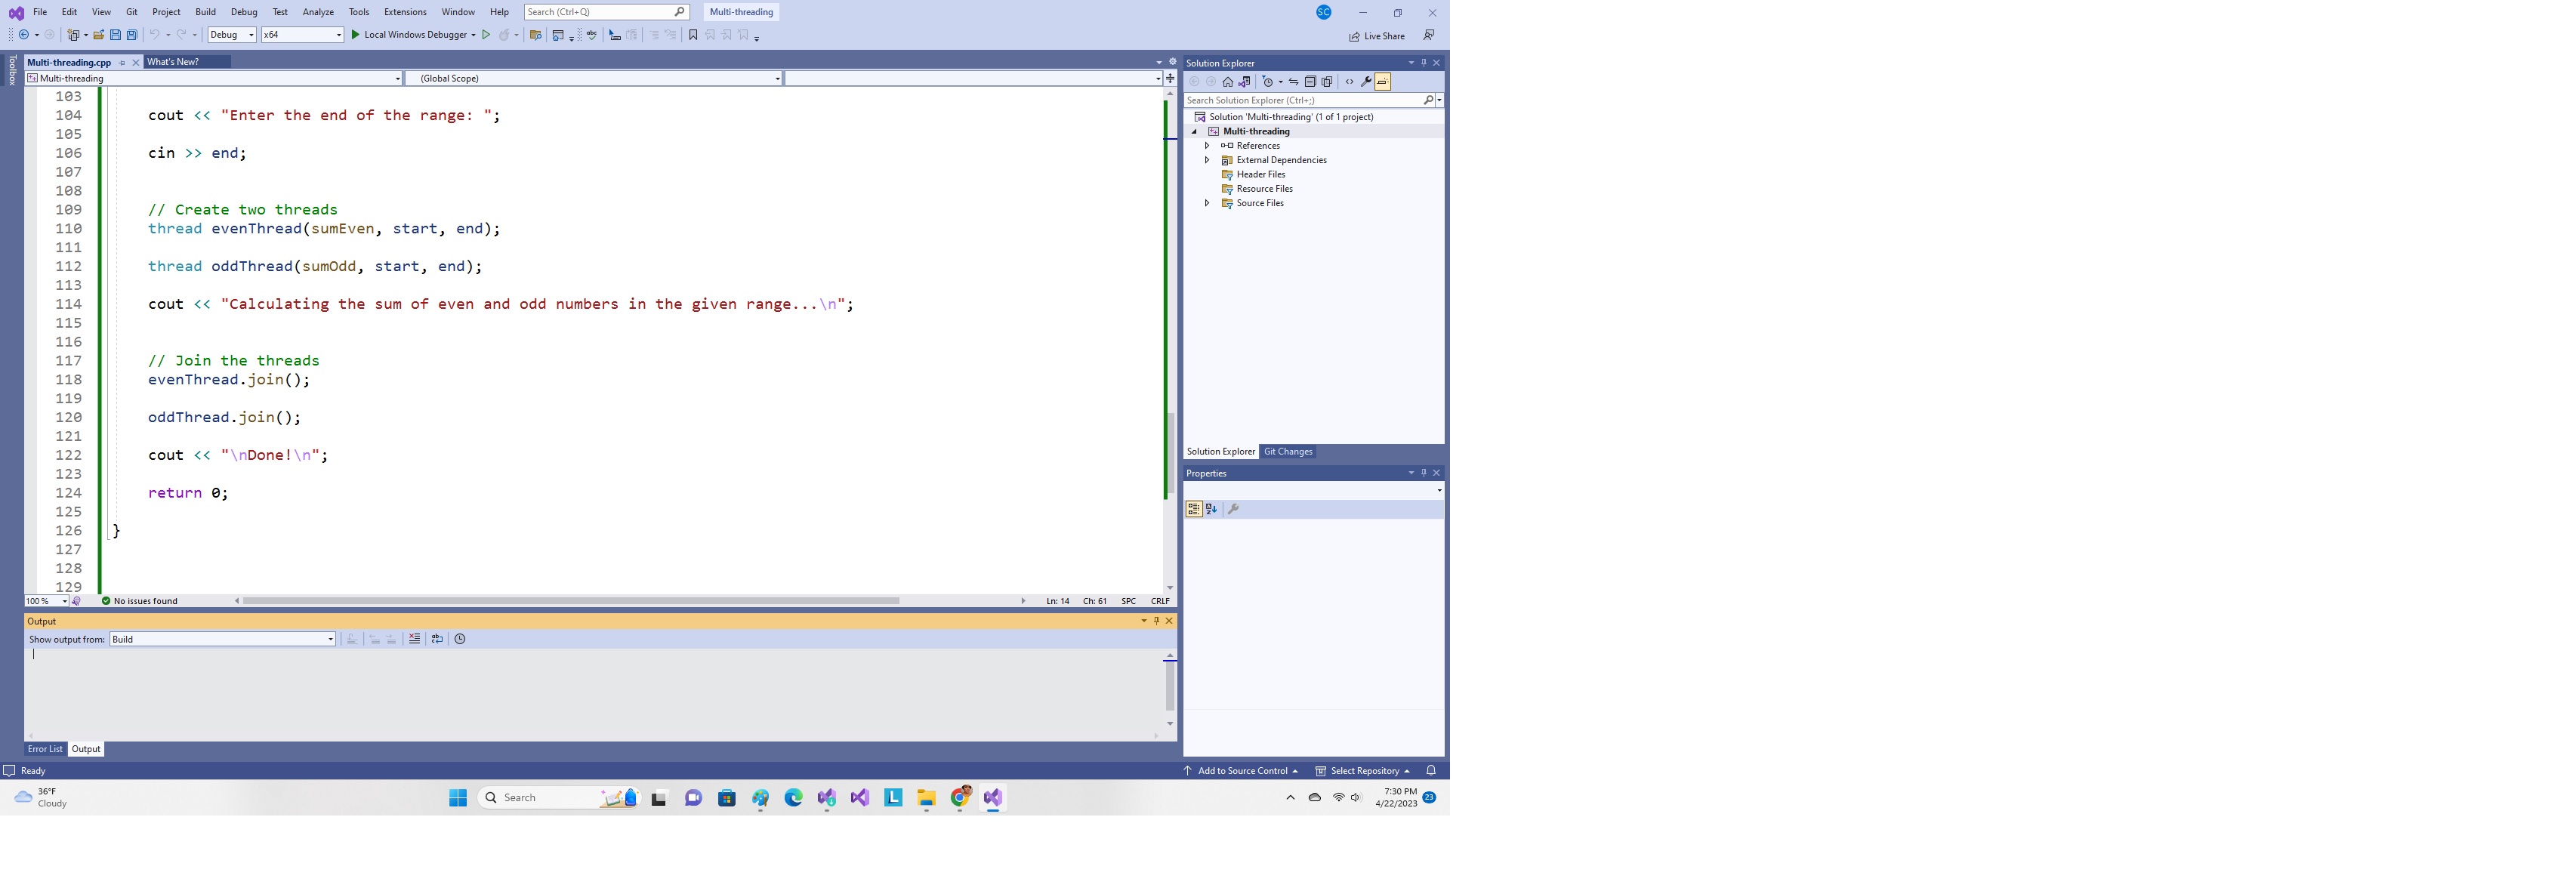 File Edit View Git Project Build Debug Test Analyze Tools Extensions Window Help Search (Ctrl+Q) Multi-threading SC
Debug x64 Local Windows Debugger Live Share
Toolbox
Multi-threading.cpp What's New?
Multi-threading (Global Scope)
103
104 cout << "Enter the end of the range: ";
105
106 cin >> end;
107
108
109 // Create two threads
110 thread evenThread(sumEven, start, end);
111
112 thread oddThread(sumOdd, start, end);
113
114 cout << "Calculating the sum of even and odd numbers in the given range...\n";
115
116
117 // Join the threads
118 evenThread.join();
119
120 oddThread.join();
121
122 cout << "\nDone!\n";
123
124 return 0;
125
126 }
127
128
129
100 % No issues found Ln: 14 Ch: 61 SPC CRLF
Output
Show output from: Build
Error List Output
Solution Explorer
Search Solution Explorer (Ctrl+;)
Solution 'Multi-threading' (1 of 1 project)
Multi-threading
References
External Dependencies
Header Files
Resource Files
Source Files
Solution Explorer Git Changes
Properties
Ready Add to Source Control Select Repository
36°F
Cloudy
Search
7:30 PM
4/22/2023 23